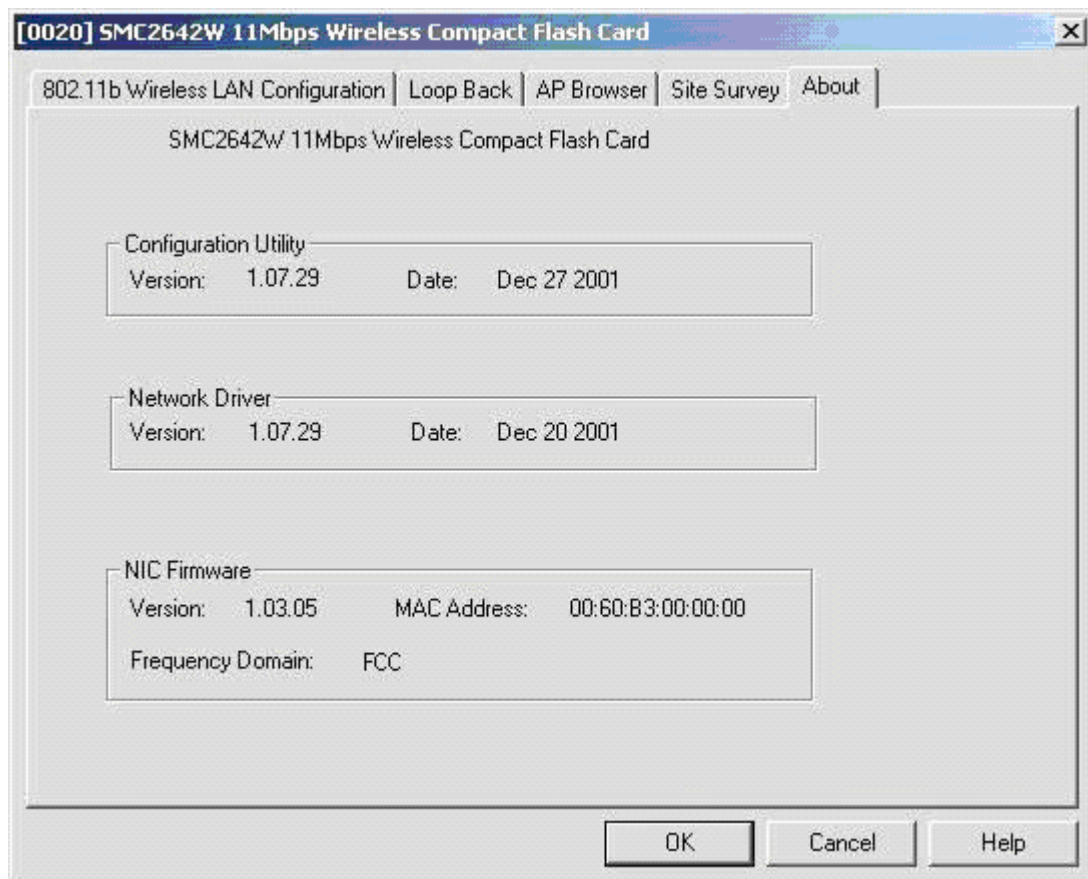 [0020] SMC2642W 11Mbps Wireless Compact Flash Card
802.11b Wireless LAN Configuration Loop Back AP Browser Site Survey About
SMC2642W 11Mbps Wireless Compact Flash Card
Configuration Utility
Version: 1.07.29 Date: Dec 27 2001
Network Driver
Version: 1.07.29 Date: Dec 20 2001
NIC Firmware
Version: 1.03.05 MAC Address: 00:60:B3:00:00:00
Frequency Domain: FCC
OK Cancel Help